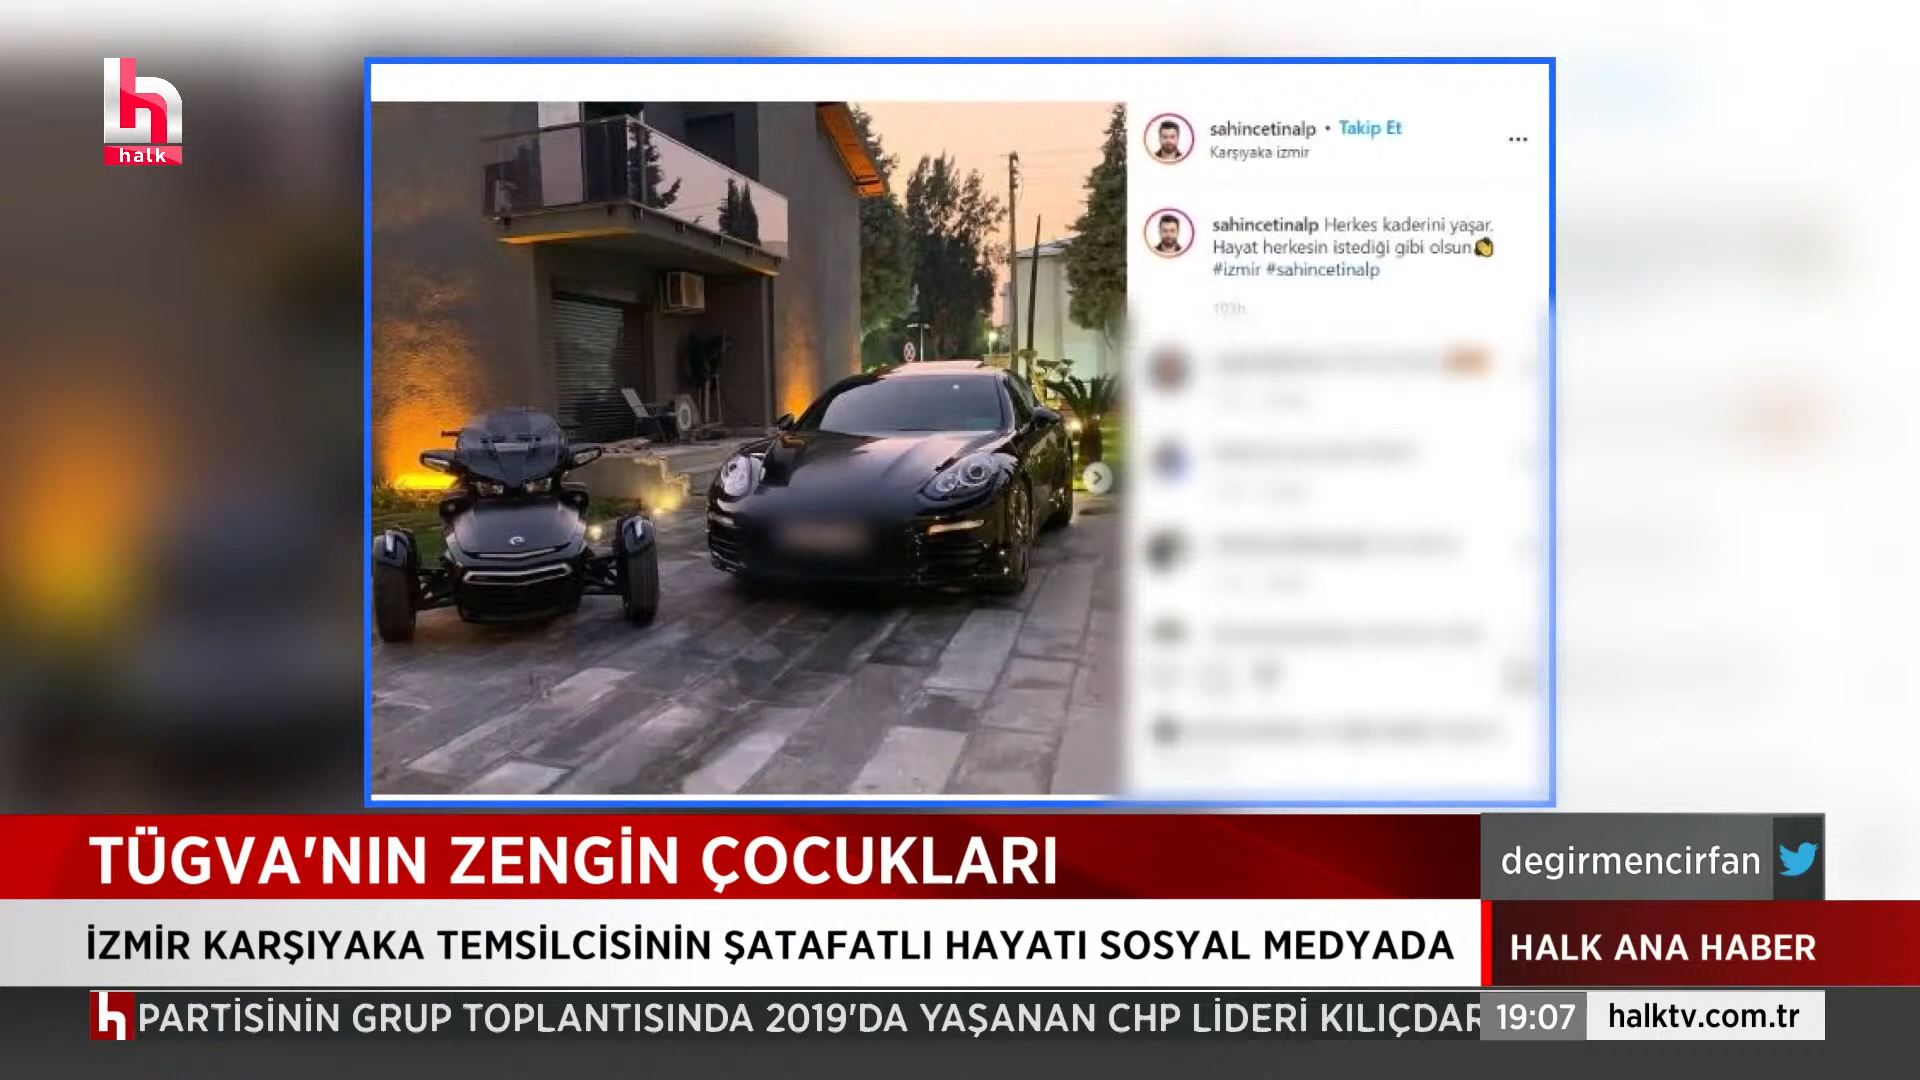 halk
sahincetinalp • Takip Et
Karşıyaka izmir
sahincetinalp Herkes kaderini yaşar.
Hayat herkesin istediği gibi olsun
#izmir #sahincetinalp
103h
TÜGVA'NIN ZENGİN ÇOCUKLARI
degirmencirfan
İZMİR KARŞIYAKA TEMSİLCİSİNİN ŞATAFATLI HAYATI SOSYAL MEDYADA
HALK ANA HABER
PARTİSİNİN GRUP TOPLANTISINDA 2019'DA YAŞANAN CHP LİDERİ KILIÇDAR
19:07
halktv.com.tr